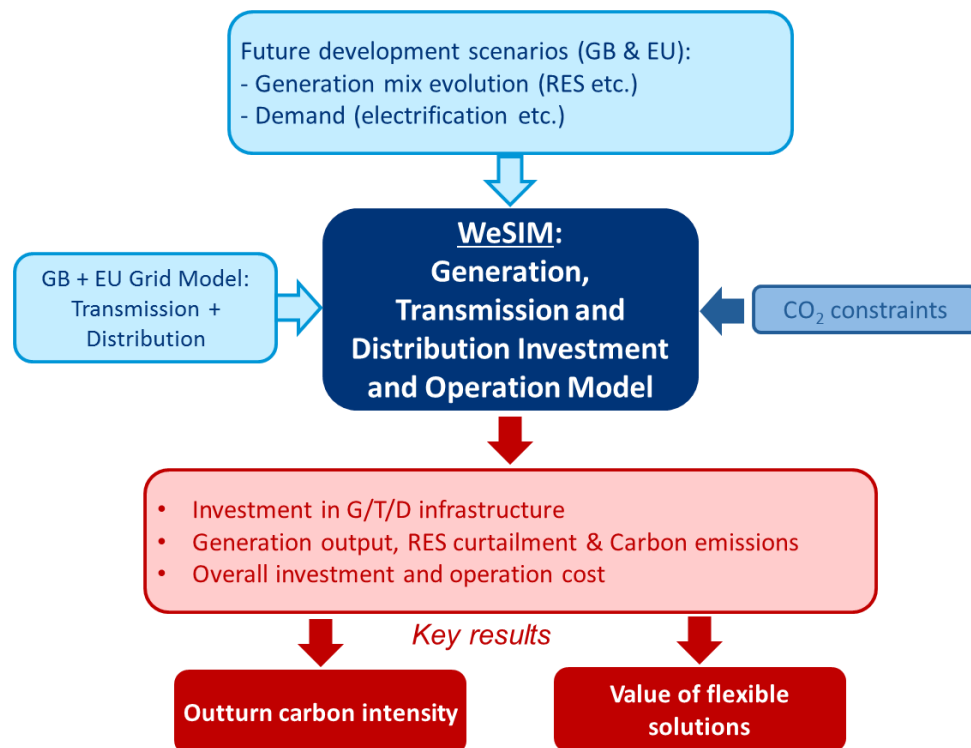 Future development scenarios (GB & EU):
- Generation mix evolution (RES etc.)
- Demand (electrification etc.)
WeSIM:
Generation,
Transmission and
Distribution Investment
and Operation Model
GB + EU Grid Model:
Transmission +
Distribution
CO₂ constraints
• Investment in G/T/D infrastructure
• Generation output, RES curtailment & Carbon emissions
• Overall investment and operation cost
Key results
Outturn carbon intensity
Value of flexible
solutions